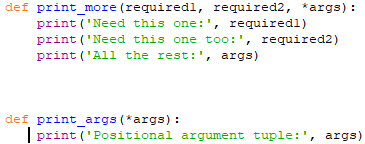 def print_more(required1, required2, *args):
    print('Need this one:', required1)
    print('Need this one too:', required2)
    print('All the rest:', args)
def print_args(*args):
    print('Positional argument tuple:', args)